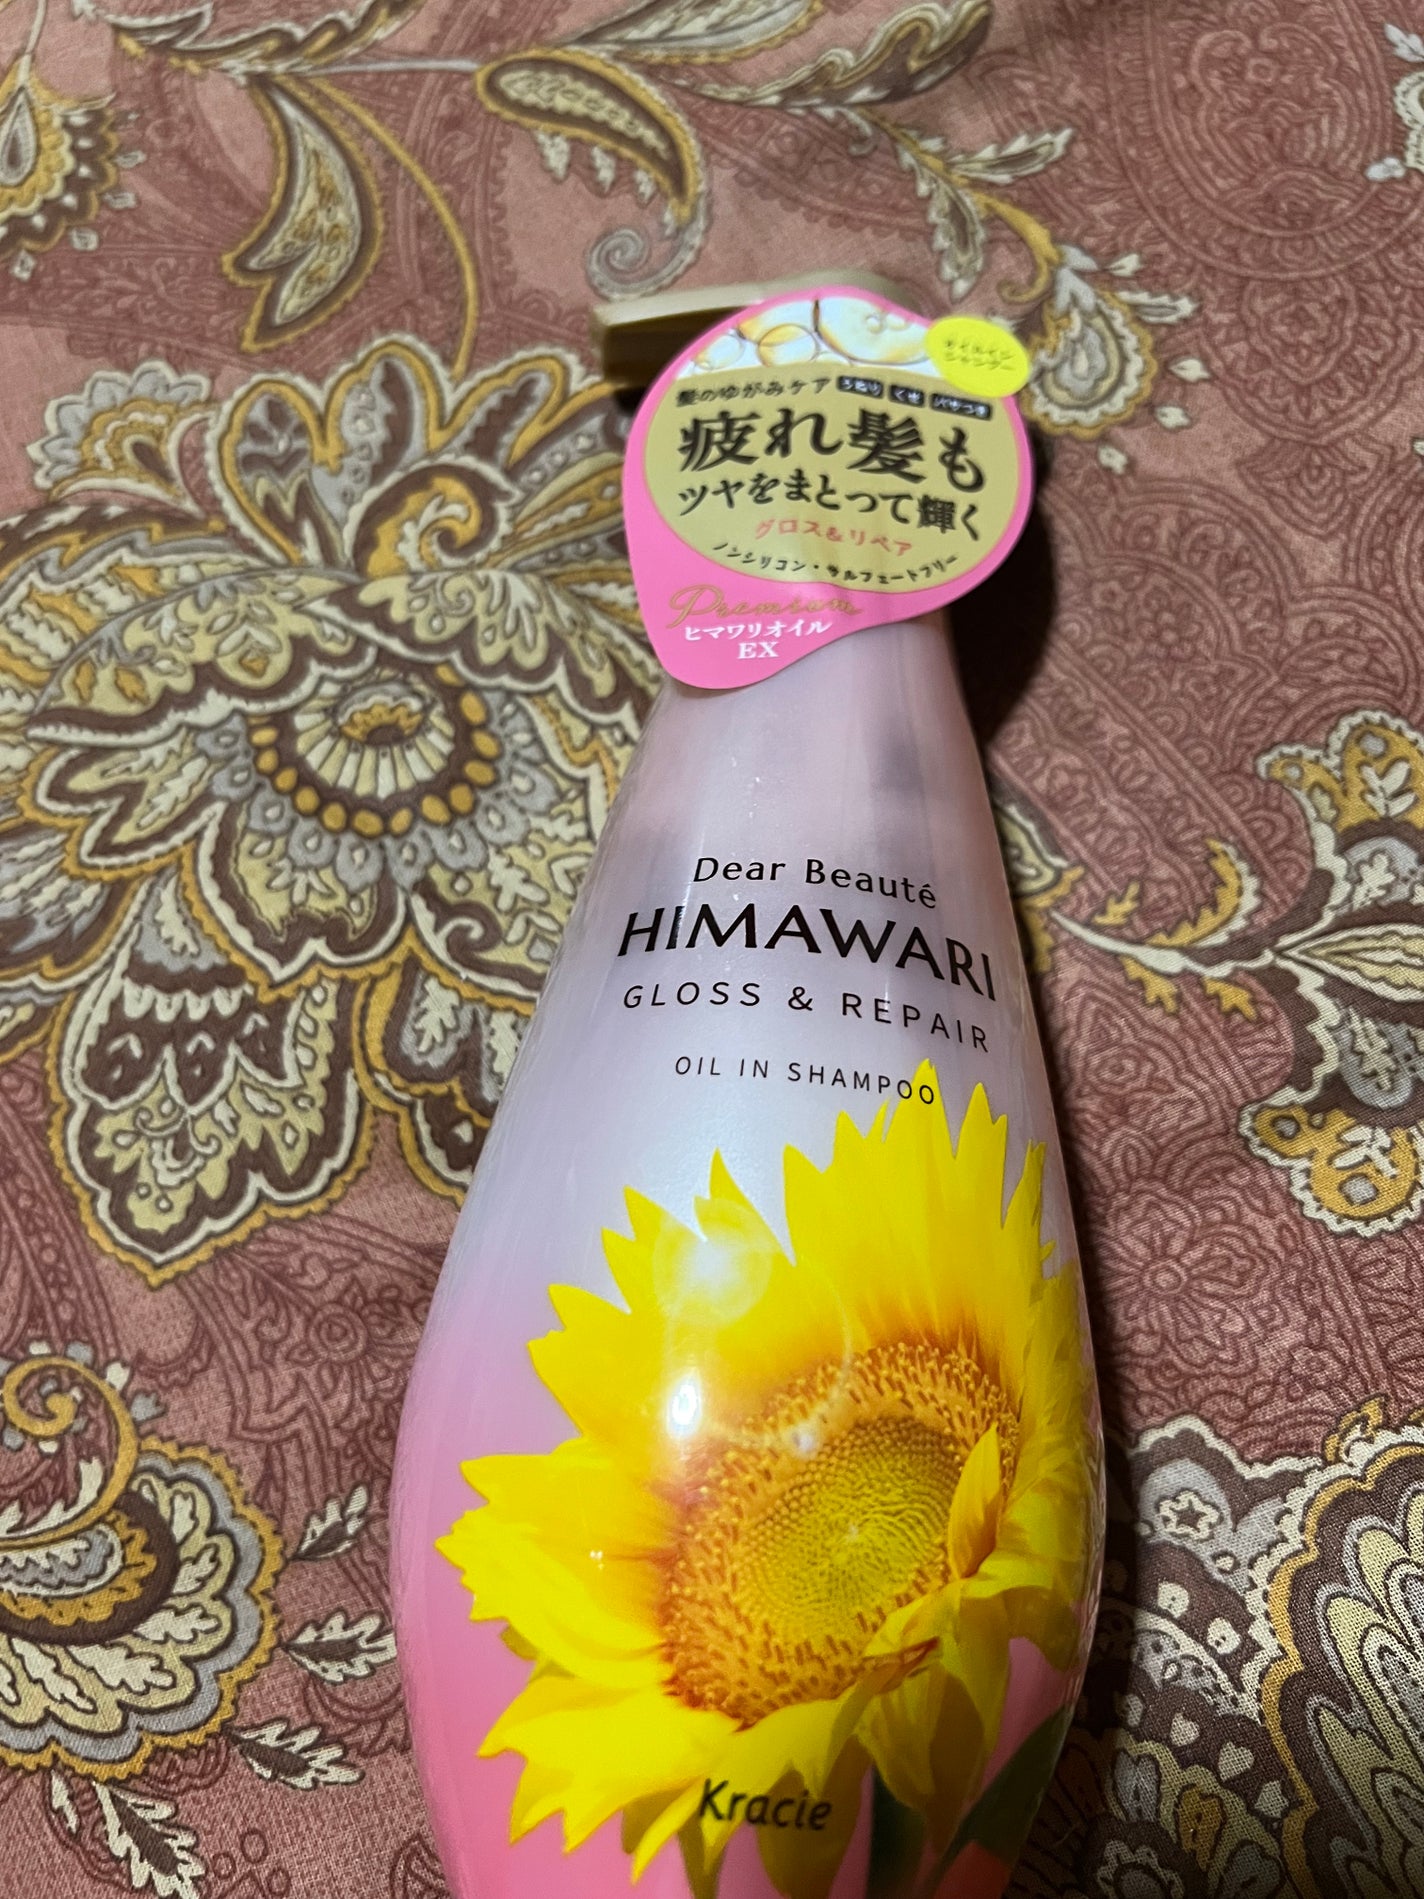 オイルイン
シャンプー
髪のゆがみケア うねり くせ パサつき
疲れ髪も
ツヤをまとって輝く
グロス&リペア
ノンシリコン・サルフェートフリー
Premium
ヒマワリオイル
EX
Dear Beauté
HIMAWARI
GLOSS & REPAIR
OIL IN SHAMPOO
Kracie